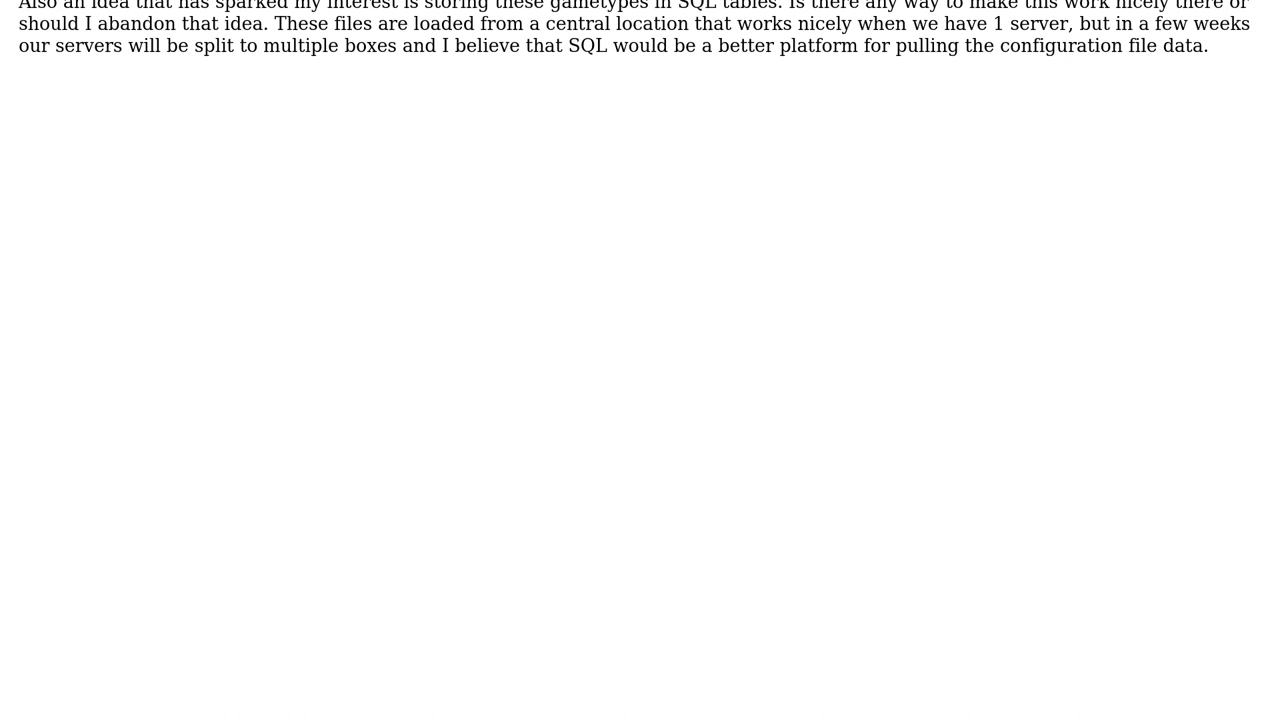 Also an idea that has sparked my interest is storing these gametypes in SQL tables. Is there any way to make this work nicely there or
should I abandon that idea. These files are loaded from a central location that works nicely when we have 1 server, but in a few weeks
our servers will be split to multiple boxes and I believe that SQL would be a better platform for pulling the configuration file data.